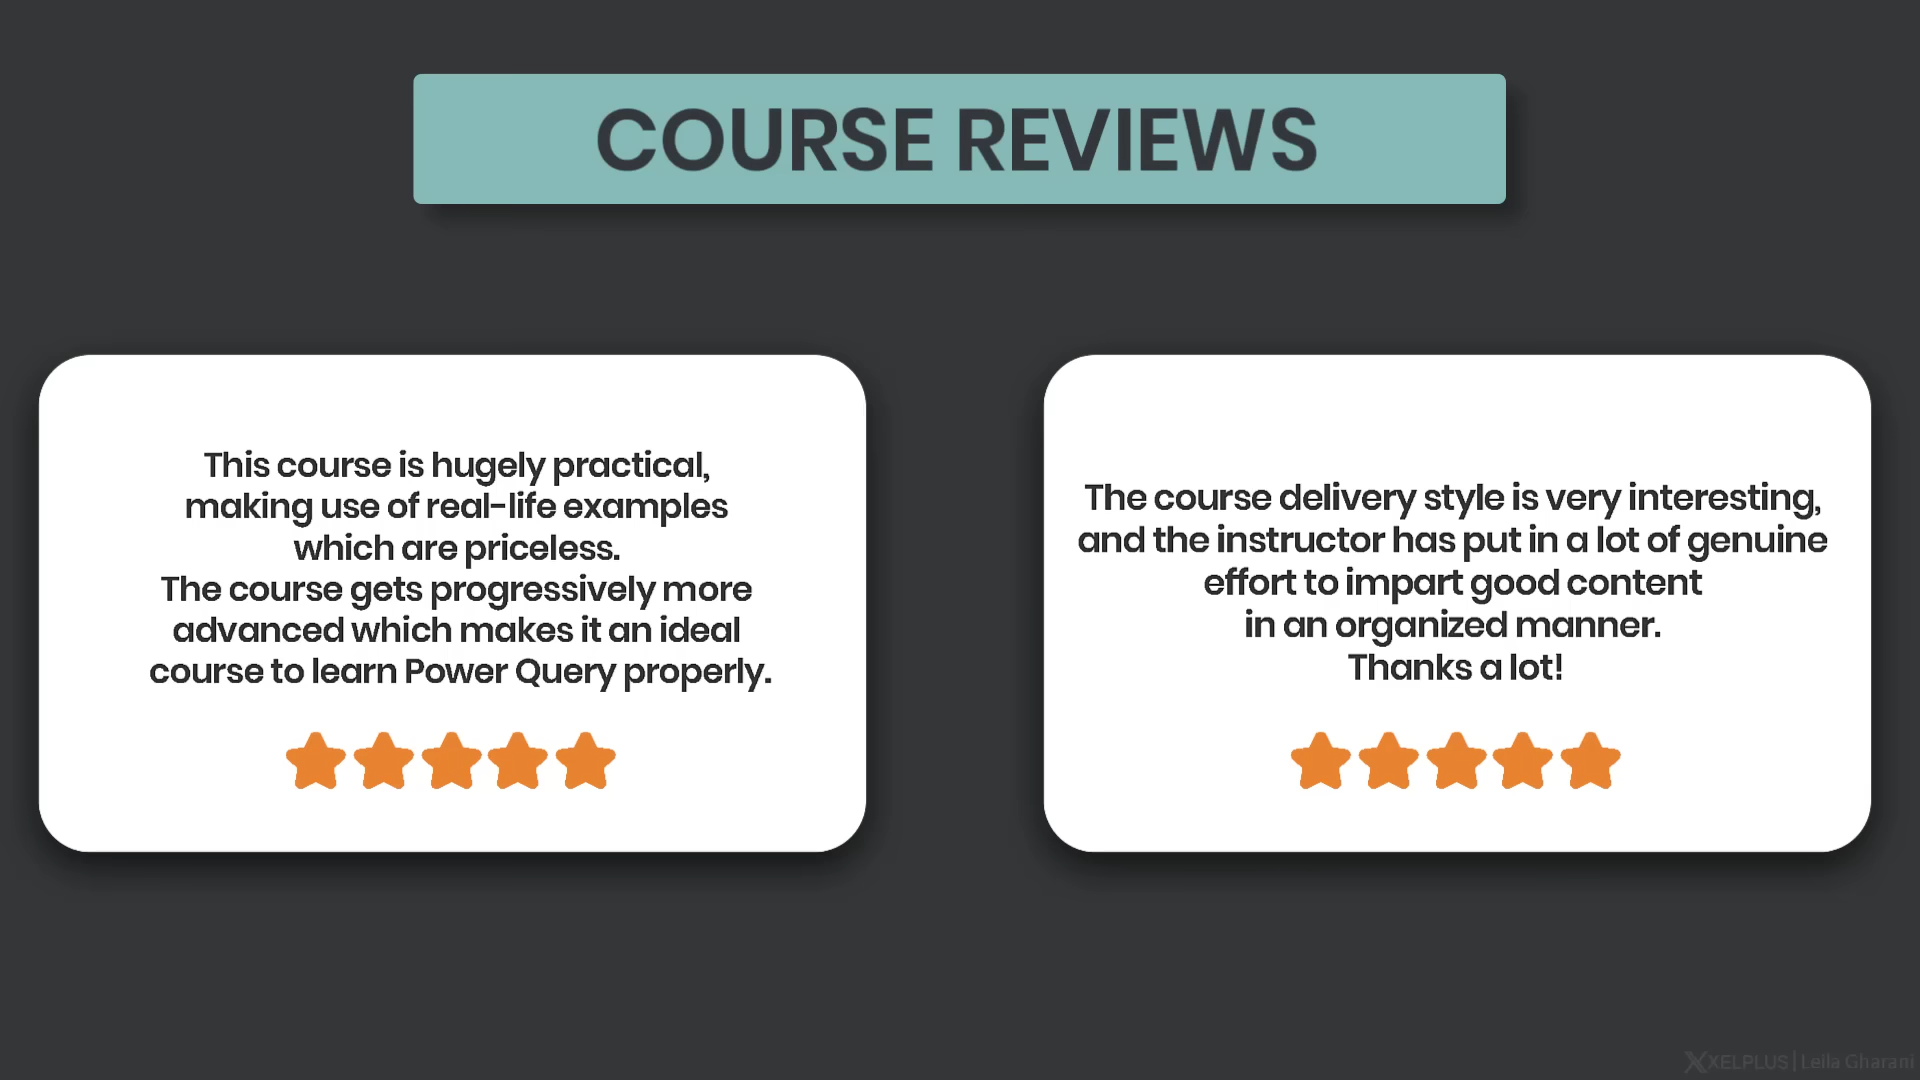 COURSE REVIEWS
This course is hugely practical,
making use of real-life examples
which are priceless.
The course gets progressively more
advanced which makes it an ideal
course to learn Power Query properly.
The course delivery style is very interesting,
and the instructor has put in a lot of genuine
effort to impart good content
in an organized manner.
Thanks a lot!
XELPLUS | Leila Gharani